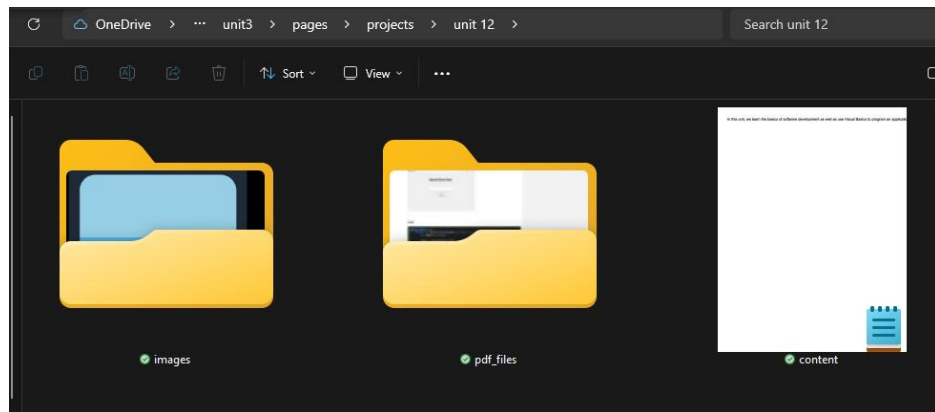 OneDrive > ... unit3 > pages > projects > unit 12 >
Search unit 12
Sort
View
...
In this unit, we learn the basics of software development as well as use Visual Basics to program an applicati
images
pdf_files
content